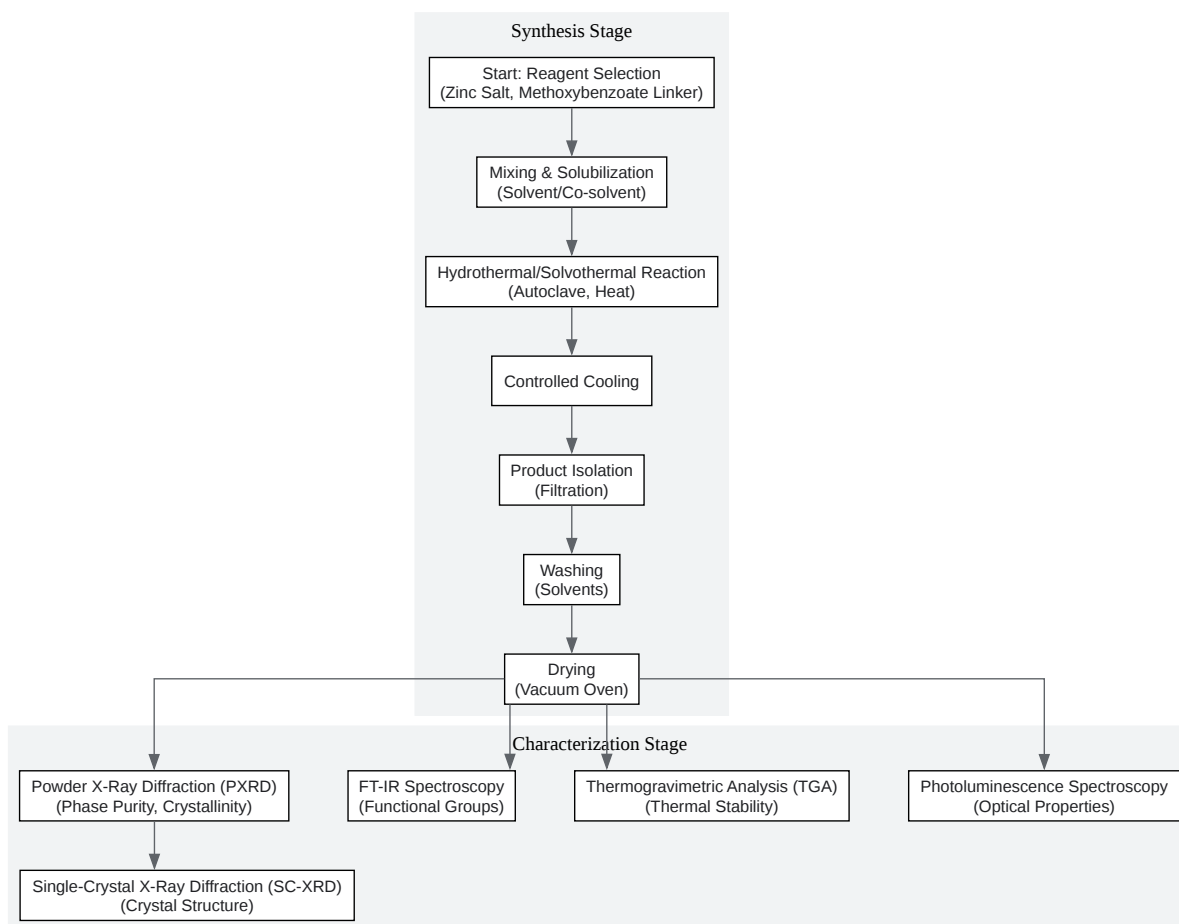 Synthesis Stage
Start: Reagent Selection
(Zinc Salt, Methoxybenzoate Linker)
Mixing & Solubilization
(Solvent/Co-solvent)
Hydrothermal/Solvothermal Reaction
(Autoclave, Heat)
Controlled Cooling
Product Isolation
(Filtration)
Washing
(Solvents)
Drying
(Vacuum Oven)
Characterization Stage
Powder X-Ray Diffraction (PXRD)
(Phase Purity, Crystallinity)
FT-IR Spectroscopy
(Functional Groups)
Thermogravimetric Analysis (TGA)
(Thermal Stability)
Photoluminescence Spectroscopy
(Optical Properties)
Single-Crystal X-Ray Diffraction (SC-XRD)
(Crystal Structure)